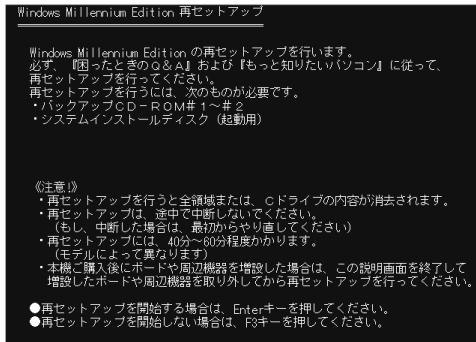 Windows Millennium Edition 再セットアップ
Windows Millennium Edition の再セットアップを行います。
必ず、『困ったときのQ&A』および『もっと知りたいパソコン』に従って、
再セットアップを行ってください。
再セットアップを行うには、次のものが必要です。
・バックアップCD-ROM#1~#2
・システムインストールディスク(起動用)
《注意!》
・再セットアップを行うと全領域または、Cドライブの内容が消去されます。
・再セットアップは、途中で中断しないでください。
(もし、中断した場合は、最初からやり直してください)
・再セットアップには、40分~60分程度かかります。
(モデルによって異なります)
・本機ご購入後にボードや周辺機器を増設した場合は、この説明画面を終了して
増設したボードや周辺機器を取り外してから再セットアップを行ってください。
●再セットアップを開始する場合は、Enterキーを押してください。
●再セットアップを開始しない場合は、F3キーを押してください。